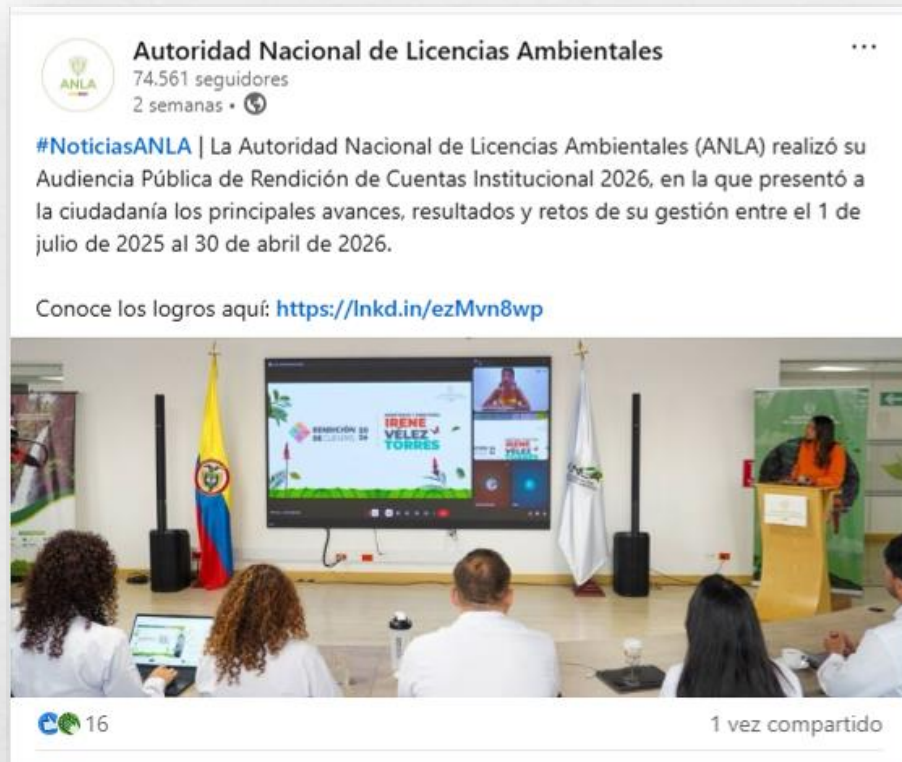 Autoridad Nacional de Licencias Ambientales
...
ANLA
74.561 seguidores
2 semanas •
#NoticiasANLA | La Autoridad Nacional de Licencias Ambientales (ANLA) realizó su
Audiencia Pública de Rendición de Cuentas Institucional 2026, en la que presentó a
la ciudadanía los principales avances, resultados y retos de su gestión entre el 1 de
julio de 2025 al 30 de abril de 2026.
Conoce los logros aquí: https://lnkd.in/ezMvn8wp
RENDICIÓN
DE CUENTAS
IRENE
VÉLEZ
TORRES
16
1 vez compartido